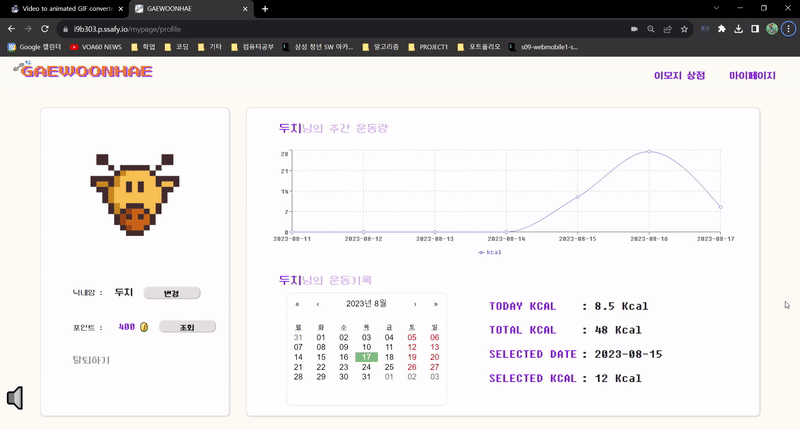 Video to animated GIF converte
GAEWOONHAE
i9b303.p.ssafy.io/mypage/profile
Google 캘린더
VOA60 NEWS
학업
코딩
기타
컴퓨터공부
삼성 청년 SW 아카...
알고리즘
PROJECT1
포트폴리오
s09-webmobile1-s...
GAEWOONHAE
이모지 상점 마이페이지
닉네임 : 두치 변경
포인트 : 400 조회
탈퇴하기
두치님의 주간 운동량
28
21
14
7
0
2023-08-11 2023-08-12 2023-08-13 2023-08-14 2023-08-15 2023-08-16 2023-08-17
kcal
두치님의 운동기록
« ‹ 2023년 8월 › »
월 화 수 목 금 토 일
31 01 02 03 04 05 06
07 08 09 10 11 12 13
14 15 16 17 18 19 20
21 22 23 24 25 26 27
28 29 30 31 01 02 03
TODAY KCAL : 8.5 Kcal
TOTAL KCAL : 48 Kcal
SELECTED DATE : 2023-08-15
SELECTED KCAL : 12 Kcal